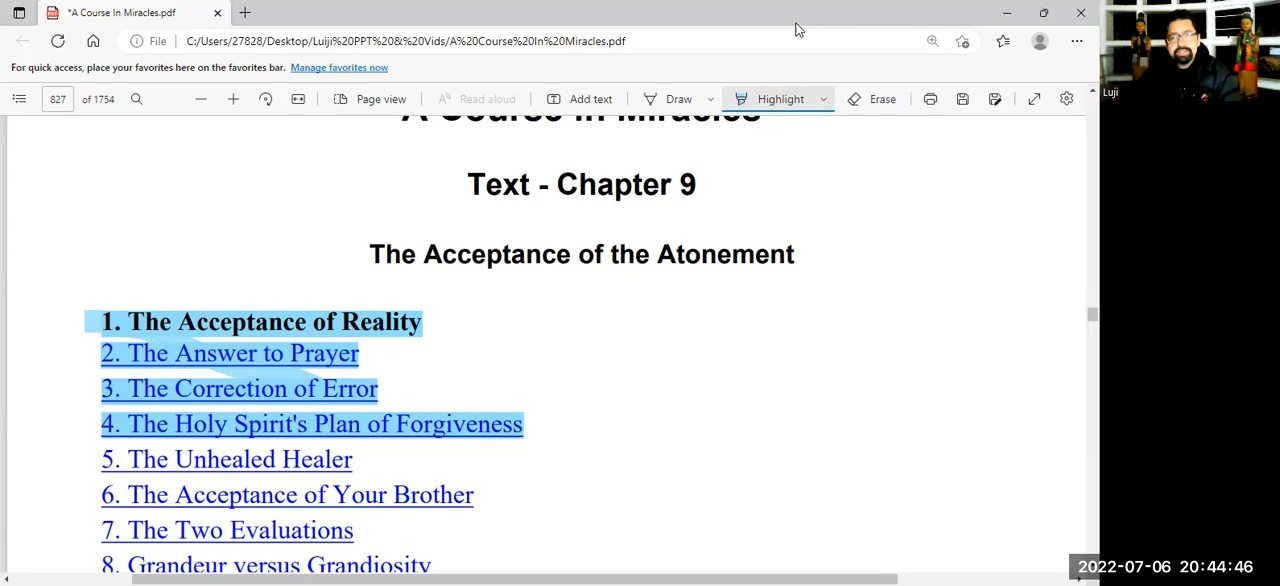 *A Course In Miracles.pdf
File C:/Users/27828/Desktop/Luiji%20PPT%20&%20Vids/A%20Course%20In%20Miracles.pdf
For quick access, place your favorites here on the favorites bar. Manage favorites now
827 of 1754 Page view Read aloud Add text Draw Highlight Erase
Luji
A Course in Miracles
Text - Chapter 9
The Acceptance of the Atonement
1. The Acceptance of Reality
2. The Answer to Prayer
3. The Correction of Error
4. The Holy Spirit's Plan of Forgiveness
5. The Unhealed Healer
6. The Acceptance of Your Brother
7. The Two Evaluations
8. Grandeur versus Grandiosity
2022-07-06 20:44:46